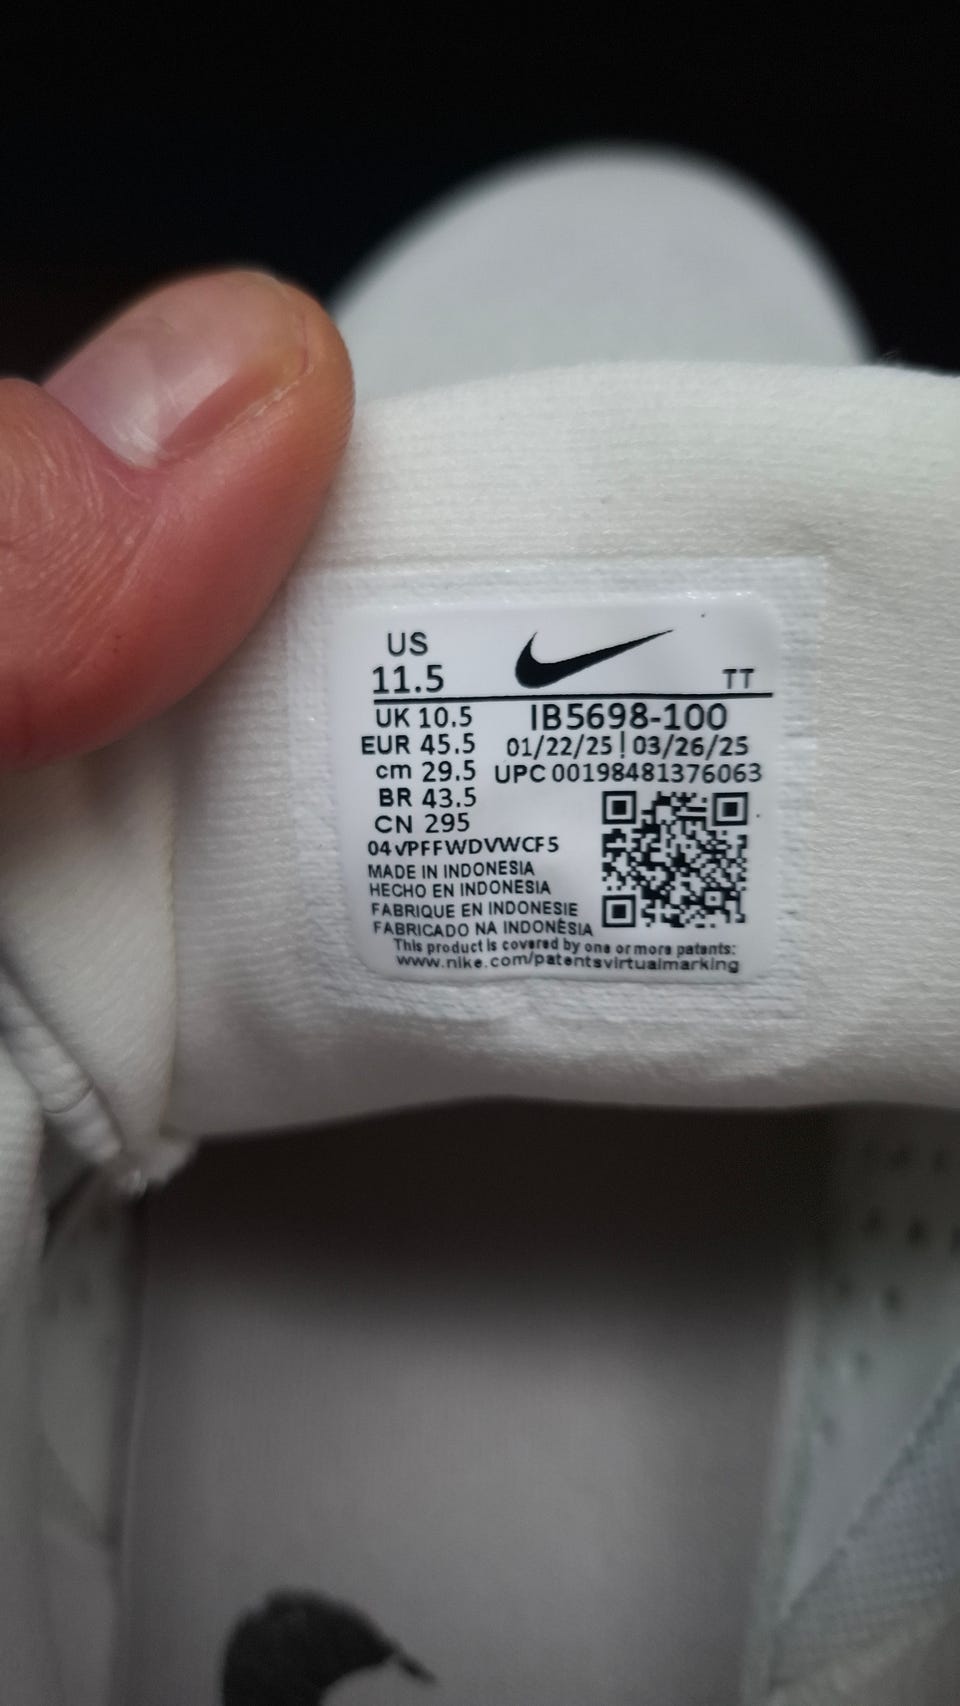 US
11.5
TT
UK 10.5
IB5698-100
EUR 45.5
01/22/25 | 03/26/25
cm 29.5
UPC 00198481376063
BR 43.5
CN 295
04VPFFWDVWCF5
MADE IN INDONESIA
HECHO EN INDONESIA
FABRIQUE EN INDONESIE
FABRICADO NA INDONÉSIA
This product is covered by one or more patents:
www.nike.com/patentsvirtualmarking